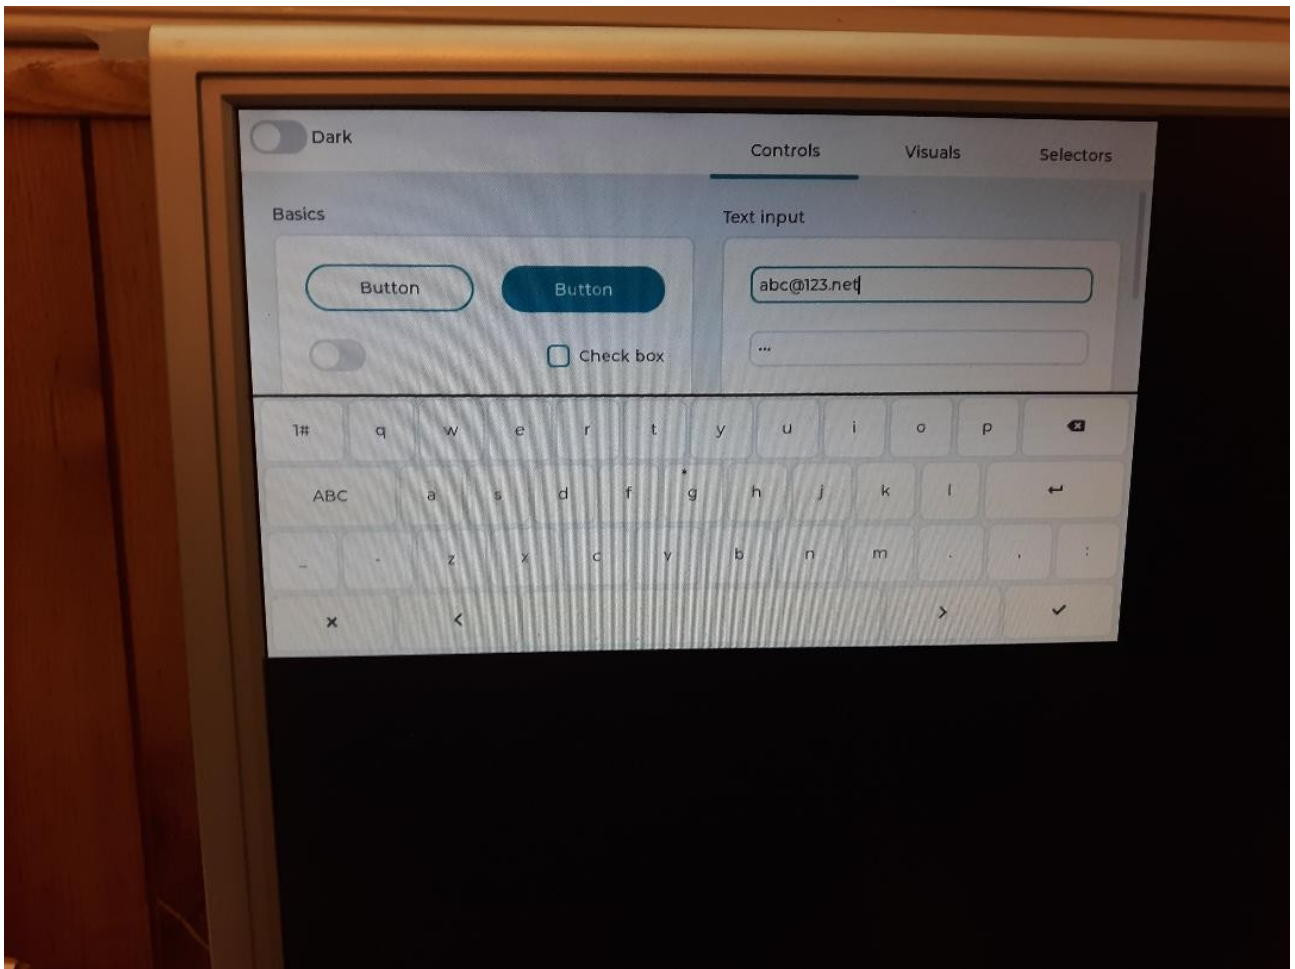 Dark
Controls Visuals Selectors
Basics
Text input
Button Button
abc@123.net
•••
Check box
1# q w e r t y u i o p
ABC a s d f g h j k l
_ - z x c v b n m . , :
< >